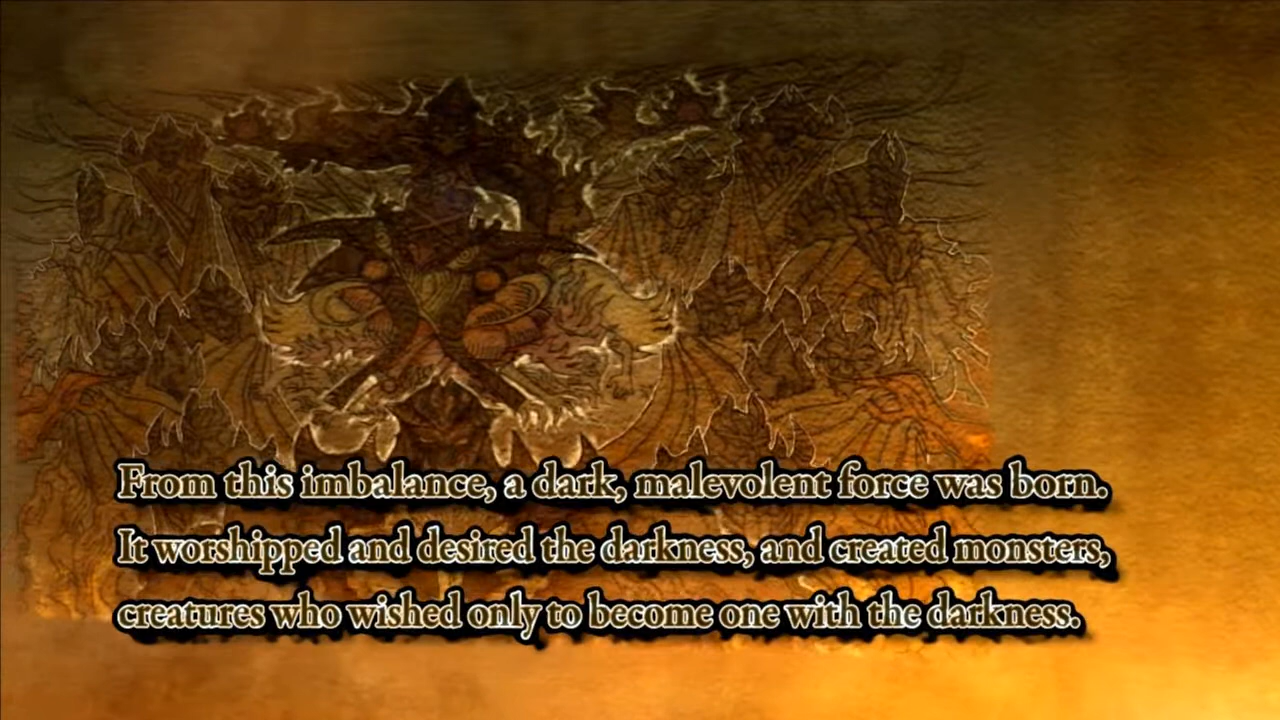 From this imbalance, a dark, malevolent force was born.
It worshipped and desired the darkness, and created monsters,
creatures who wished only to become one with the darkness.